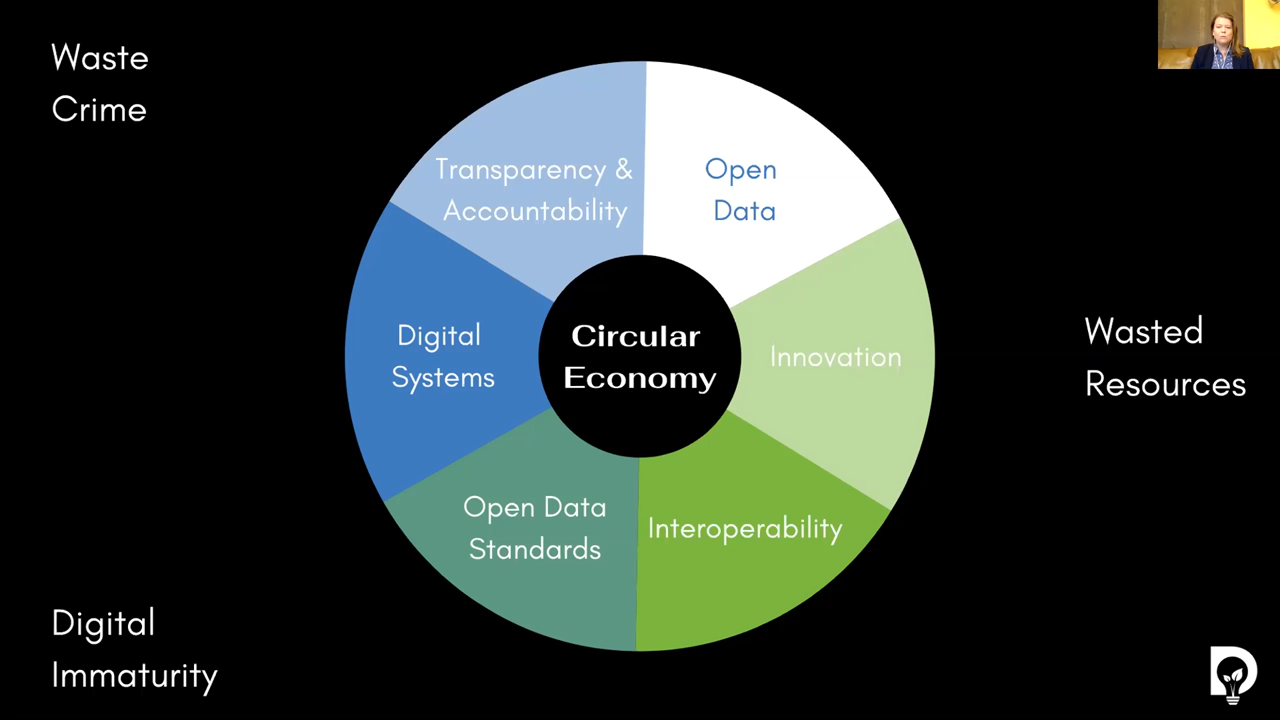 Waste
Crime
Transparency &
Accountability
Open
Data
Digital
Systems
Circular
Economy
Innovation
Wasted
Resources
Open Data
Standards
Interoperability
Digital
Immaturity
D